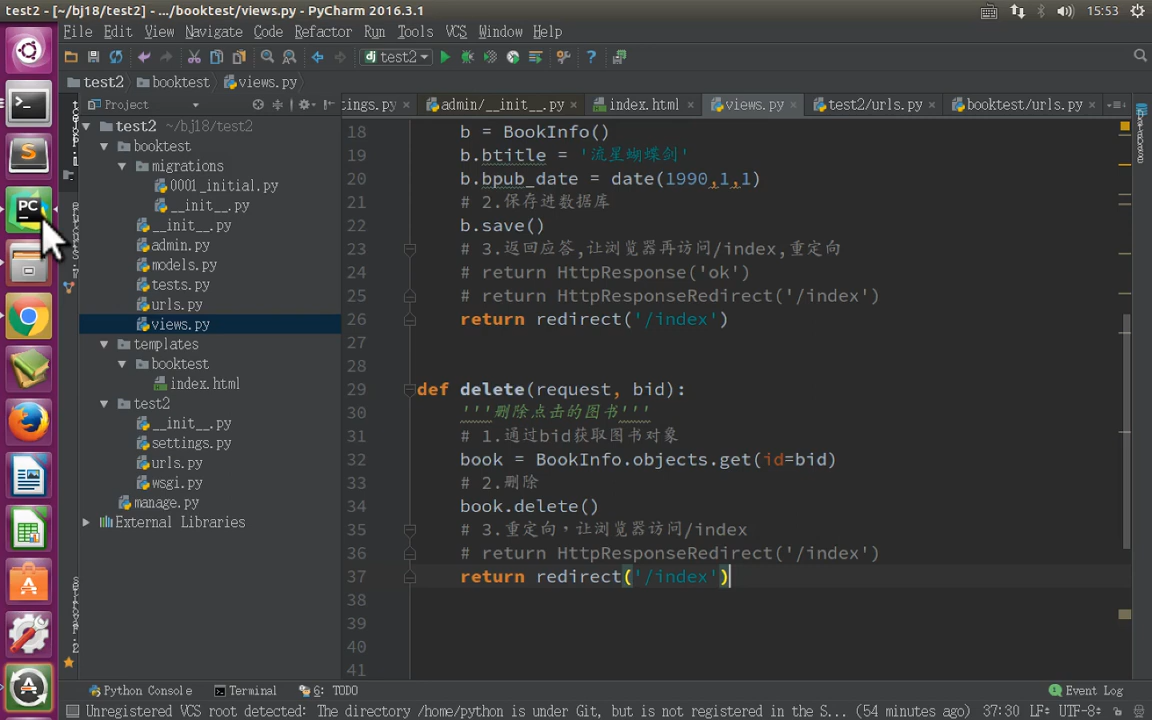 test2 - [~/bj18/test2] - .../booktest/views.py - PyCharm 2016.3.1
15:53
File Edit View Navigate Code Refactor Run Tools VCS Window Help
test2
test2 booktest views.py
Project
tings.py admin/__init__.py index.html views.py test2/urls.py booktest/urls.py
test2 ~/bj18/test2
booktest
migrations
0001_initial.py
__init__.py
__init__.py
admin.py
models.py
tests.py
urls.py
views.py
templates
booktest
index.html
test2
__init__.py
settings.py
urls.py
wsgi.py
manage.py
External Libraries
18 b = BookInfo()
19 b.btitle = '流星蝴蝶剑'
20 b.bpub_date = date(1990,1,1)
21 # 2.保存进数据库
22 b.save()
23 # 3.返回应答,让浏览器再访问/index,重定向
24 # return HttpResponse('ok')
25 # return HttpResponseRedirect('/index')
26 return redirect('/index')
27
28
29 def delete(request, bid):
30 '''删除点击的图书'''
31 # 1.通过bid获取图书对象
32 book = BookInfo.objects.get(id=bid)
33 # 2.删除
34 book.delete()
35 # 3.重定向，让浏览器访问/index
36 # return HttpResponseRedirect('/index')
37 return redirect('/index')
38
39
40
41
Python Console Terminal 6: TODO Event Log
Unregistered VCS root detected: The directory /home/python is under Git, but is not registered in the S... (54 minutes ago) 37:30 LF÷ UTF-8÷